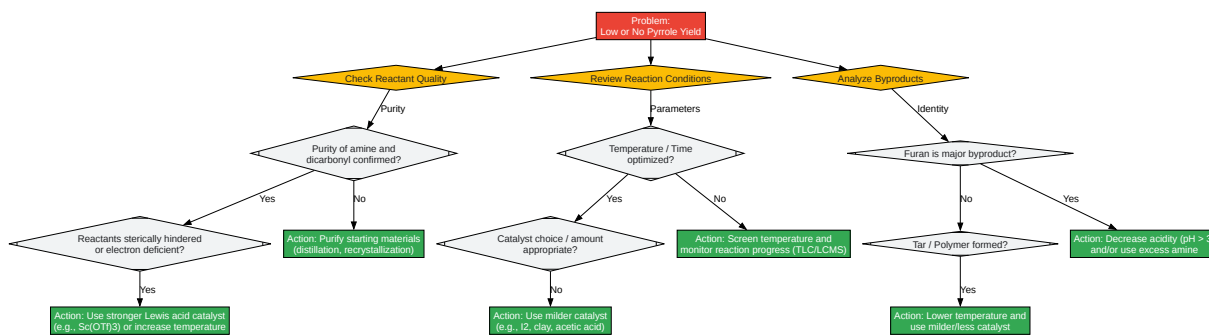 Problem:
Low or No Pyrrole Yield
Check Reactant Quality
Review Reaction Conditions
Analyze Byproducts
Purity
Parameters
Identity
Purity of amine and
dicarbonyl confirmed?
Temperature / Time
optimized?
Furan is major byproduct?
Yes
No
Yes
No
No
Yes
Reactants sterically hindered
or electron deficient?
Action: Purify starting materials
(distillation, recrystallization)
Catalyst choice / amount
appropriate?
Action: Screen temperature and
monitor reaction progress (TLC/LCMS)
Tar / Polymer formed?
Action: Decrease acidity (pH > 3
and/or use excess amine
Yes
No
Yes
Action: Use stronger Lewis acid catalyst
(e.g., Sc(OTf)3) or increase temperature
Action: Use milder catalyst
(e.g., I2, clay, acetic acid)
Action: Lower temperature and
use milder/less catalyst